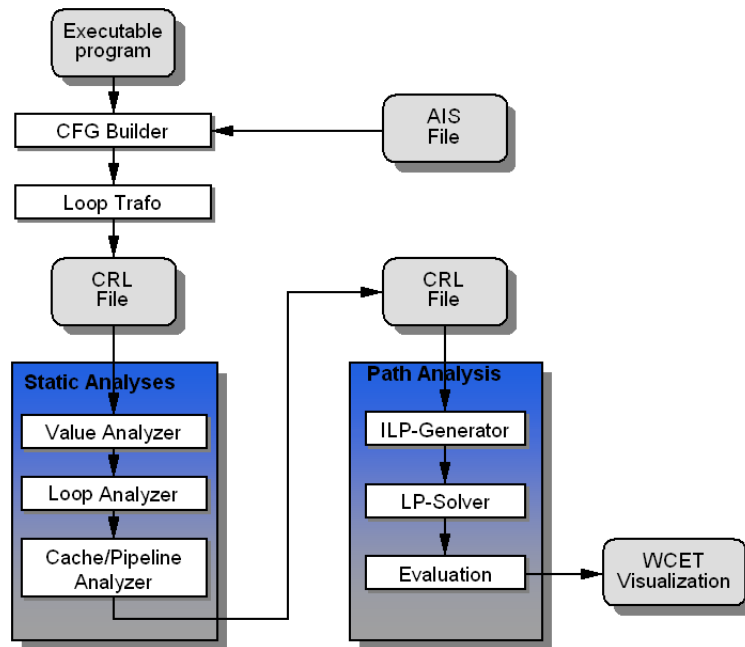 Executable
program
CFG Builder
AIS
File
Loop Trafo
CRL
File
CRL
File
Static Analyses
Value Analyzer
Loop Analyzer
Cache/Pipeline
Analyzer
Path Analysis
ILP-Generator
LP-Solver
Evaluation
WCET
Visualization